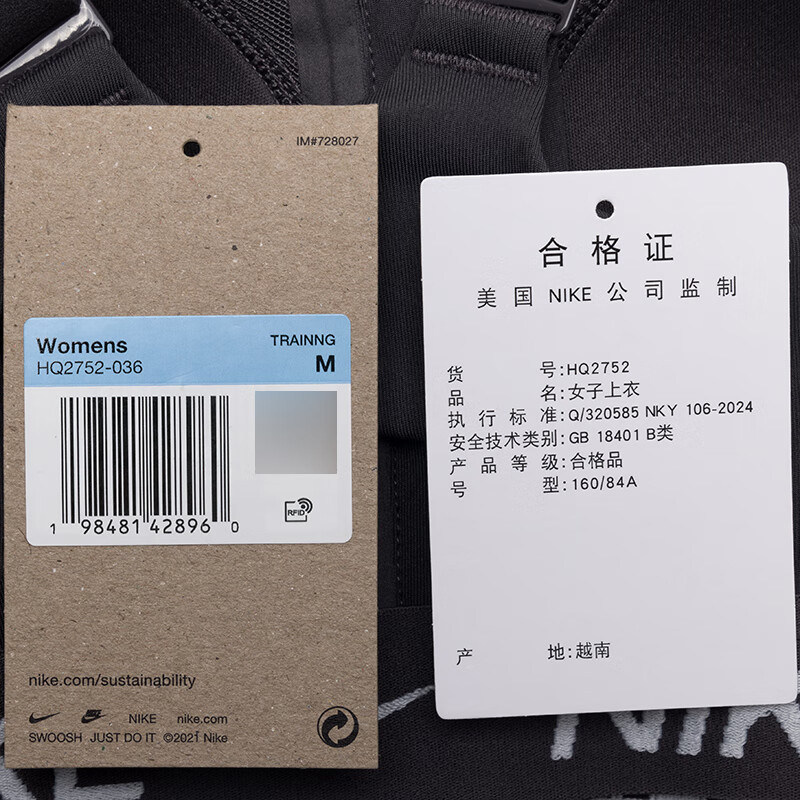 IM#728027
Womens
TRAINNG
HQ2752-036
M
RFID
1 98481 42896 0
nike.com/sustainability
NIKE nike.com
SWOOSH JUST DO IT ©2021 Nike
合格证
美国 NIKE 公司监制
货号:HQ2752
品名:女子上衣
执行标准:Q/320585 NKY 106-2024
安全技术类别:GB 18401 B类
产品等级:合格品
号型:160/84A
产地:越南
NIKE